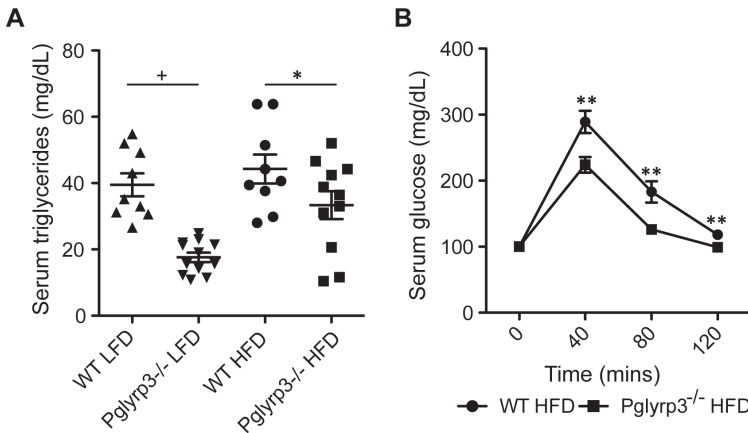 A
Serum triglycerides (mg/dL)
80
60
40
20
0
+
*
WT LFD
Pglyrp3-/- LFD
WT HFD
Pglyrp3-/- HFD
B
Serum glucose (mg/dL)
400
300
200
100
0
**
**
**
0
40
80
120
Time (mins)
WT HFD
Pglyrp3-/- HFD